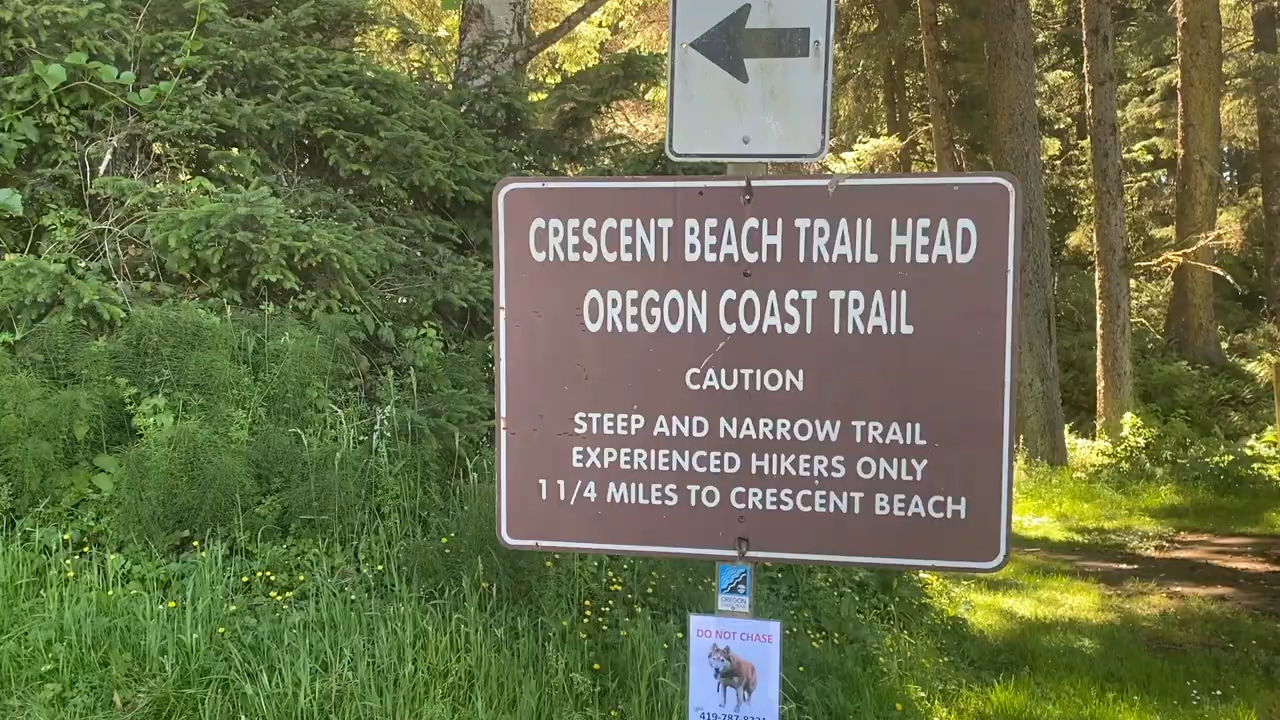 CRESCENT BEACH TRAIL HEAD
OREGON COAST TRAIL
CAUTION
STEEP AND NARROW TRAIL
EXPERIENCED HIKERS ONLY
1 1/4 MILES TO CRESCENT BEACH
OREGON
DO NOT CHASE